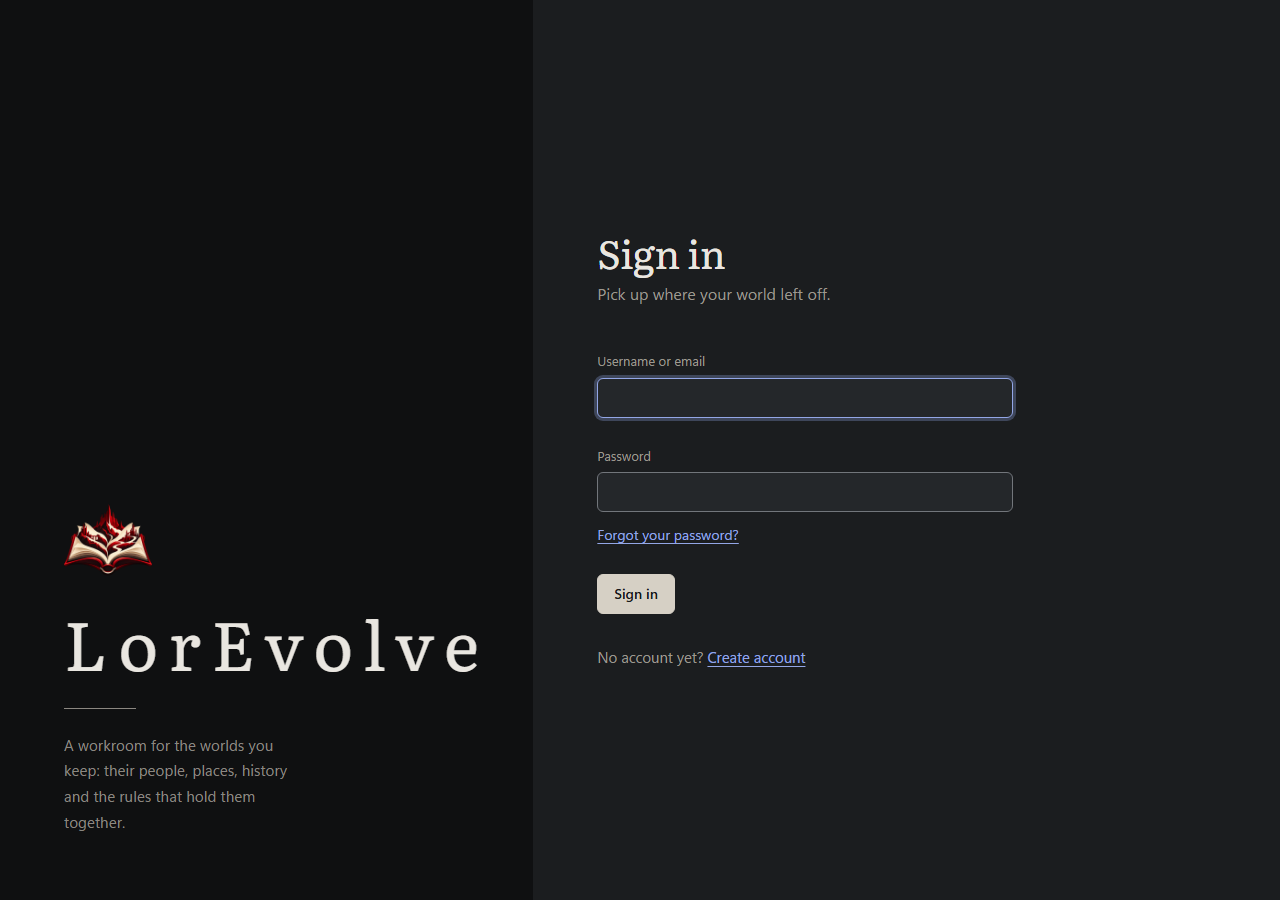 LorEvolve
A workroom for the worlds you
keep: their people, places, history
and the rules that hold them
together.
Sign in
Pick up where your world left off.
Username or email
Password
Forgot your password?
Sign in
No account yet? Create account